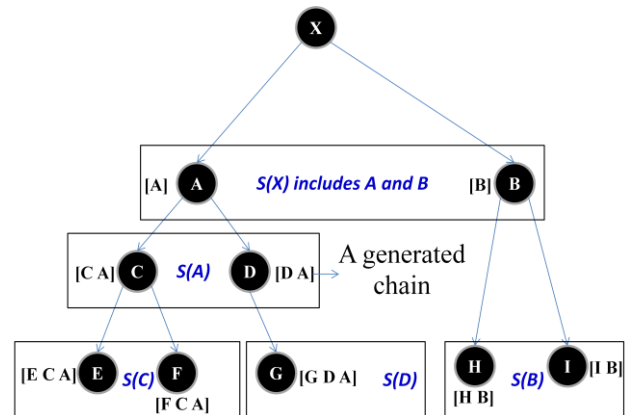 X
[A] A S(X) includes A and B [B] B
[C A] C S(A) D [D A] A generated
chain
[E C A] E S(C) F G [G D A] S(D) H S(B) I [I B]
[F C A] [H B]